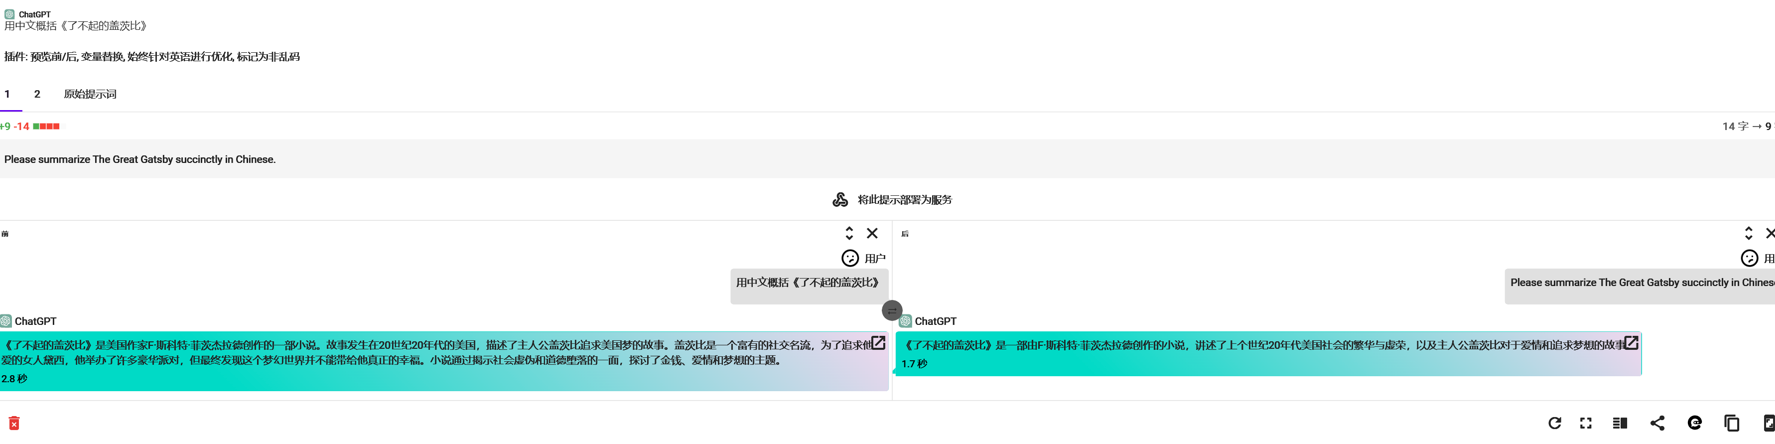 ChatGPT
用中文概括《了不起的盖茨比》
插件: 预览前/后, 变量替换, 始终针对英语进行优化, 标记为非乱码
1 2 原始提示词
+9 -14 14 字 → 9
Please summarize The Great Gatsby succinctly in Chinese.
将此提示部署为服务
前
用户
用中文概括《了不起的盖茨比》
ChatGPT
《了不起的盖茨比》是美国作家F·斯科特·菲茨杰拉德创作的一部小说。故事发生在20世纪20年代的美国，描述了主人公盖茨比追求美国梦的故事。盖茨比是一个富有的社交名流，为了追求他
爱的女人黛西，他举办了许多豪华派对，但最终发现这个梦幻世界并不能带给他真正的幸福。小说通过揭示社会虚伪和道德堕落的一面，探讨了金钱、爱情和梦想的主题。
2.8 秒
后
用
Please summarize The Great Gatsby succinctly in Chines
ChatGPT
《了不起的盖茨比》是一部由F·斯科特·菲茨杰拉德创作的小说，讲述了上个世纪20年代美国社会的繁华与虚荣，以及主人公盖茨比对于爱情和追求梦想的故事
1.7 秒